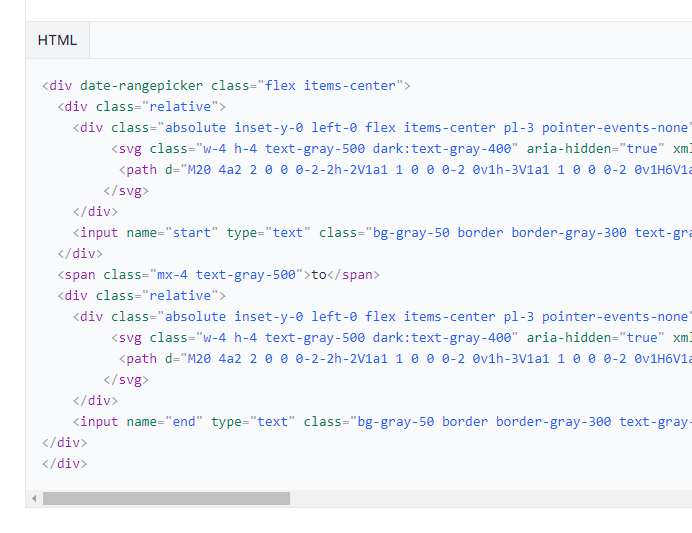 HTML
<div date-rangepicker class="flex items-center">
<div class="relative">
<div class="absolute inset-y-0 left-0 flex items-center pl-3 pointer-events-none"
<svg class="w-4 h-4 text-gray-500 dark:text-gray-400" aria-hidden="true" xml
<path d="M20 4a2 2 0 0 0-2-2h-2V1a1 1 0 0 0-2 0v1h-3V1a1 1 0 0 0-2 0v1H6V1a
</svg>
</div>
<input name="start" type="text" class="bg-gray-50 border border-gray-300 text-gra
</div>
<span class="mx-4 text-gray-500">to</span>
<div class="relative">
<div class="absolute inset-y-0 left-0 flex items-center pl-3 pointer-events-none"
<svg class="w-4 h-4 text-gray-500 dark:text-gray-400" aria-hidden="true" xml
<path d="M20 4a2 2 0 0 0-2-2h-2V1a1 1 0 0 0-2 0v1h-3V1a1 1 0 0 0-2 0v1H6V1a
</svg>
</div>
<input name="end" type="text" class="bg-gray-50 border border-gray-300 text-gray-
</div>
</div>